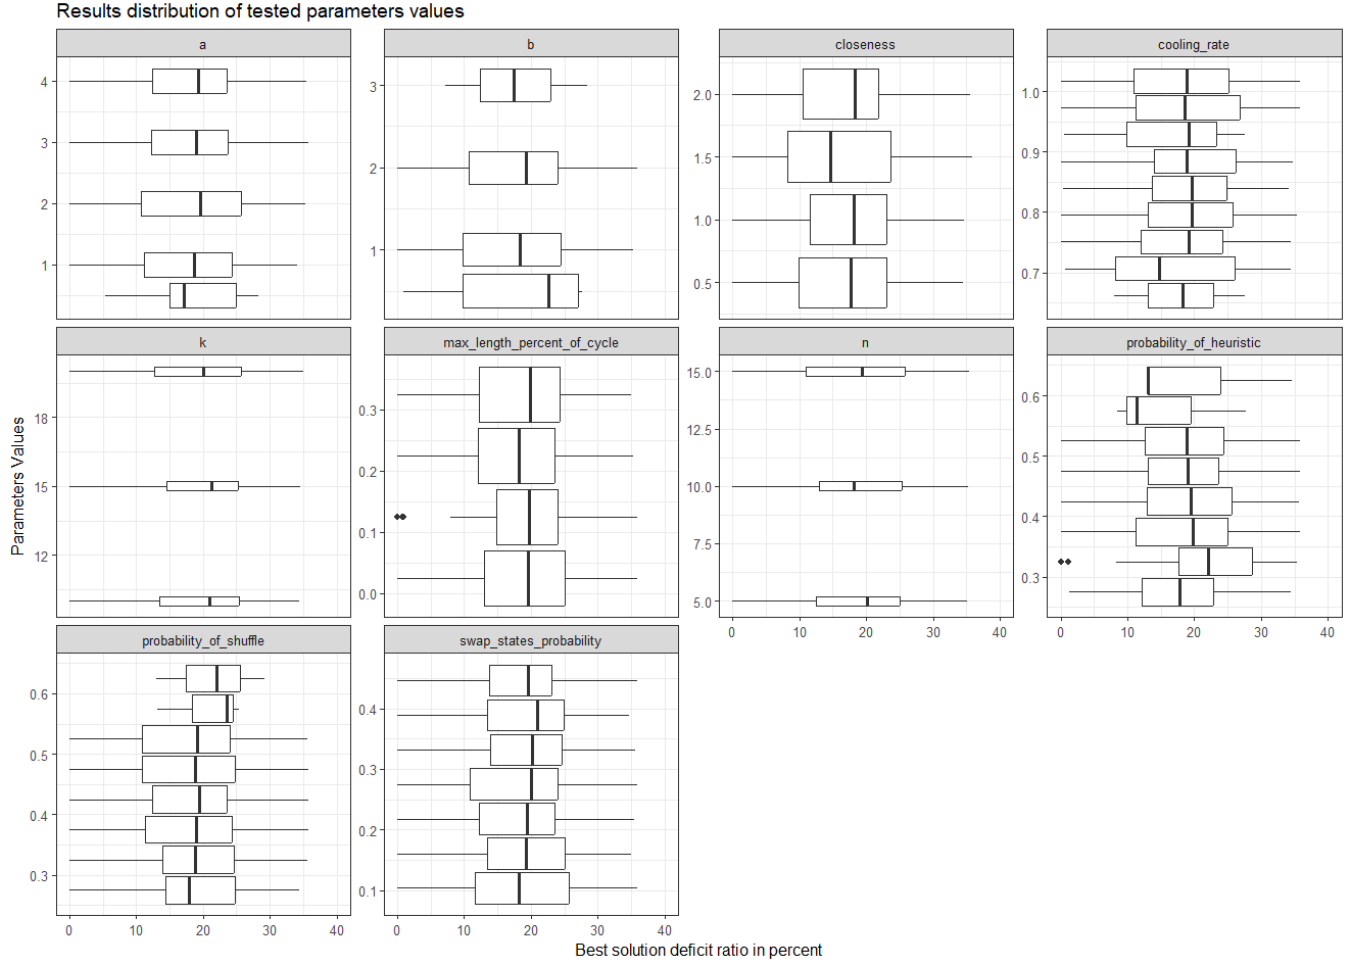 Results distribution of tested parameters values
a
b
closeness
cooling_rate
4
3
2
1
3
2
1
2.0
1.5
1.0
0.5
1.0
0.9
0.8
0.7
k
max_length_percent_of_cycle
n
probability_of_heuristic
18
15
12
0.3
0.2
0.1
0.0
15.0
12.5
10.0
7.5
5.0
0.6
0.5
0.4
0.3
0 10 20 30 40
0 10 20 30 40
probability_of_shuffle
swap_states_probability
0.6
0.5
0.4
0.3
0.4
0.3
0.2
0.1
0 10 20 30 40
0 10 20 30 40
Parameters Values
Best solution deficit ratio in percent